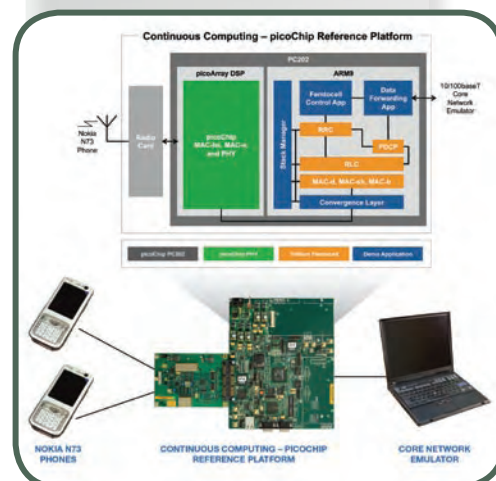 Continuous Computing – picoChip Reference Platform
PC202
picoArray DSP
ARM9
Femtocell
Control App
Data
Forwarding
App
10/100baseT
Core
Network
Emulator
Nokia
N73
Phone
Radio
Card
picoChip
MAC-hs, MAC-e,
and PHY
Stack Manager
RRC
PDCP
RLC
MAC-d, MAC-sh, MAC-b
Convergence Layer
picoChip PC202
picoChip PHY
Demo Application
NOKIA N73
PHONES
CONTINUOUS COMPUTING – PICOCHIP
REFERENCE PLATFORM
CORE NETWORK
EMULATOR